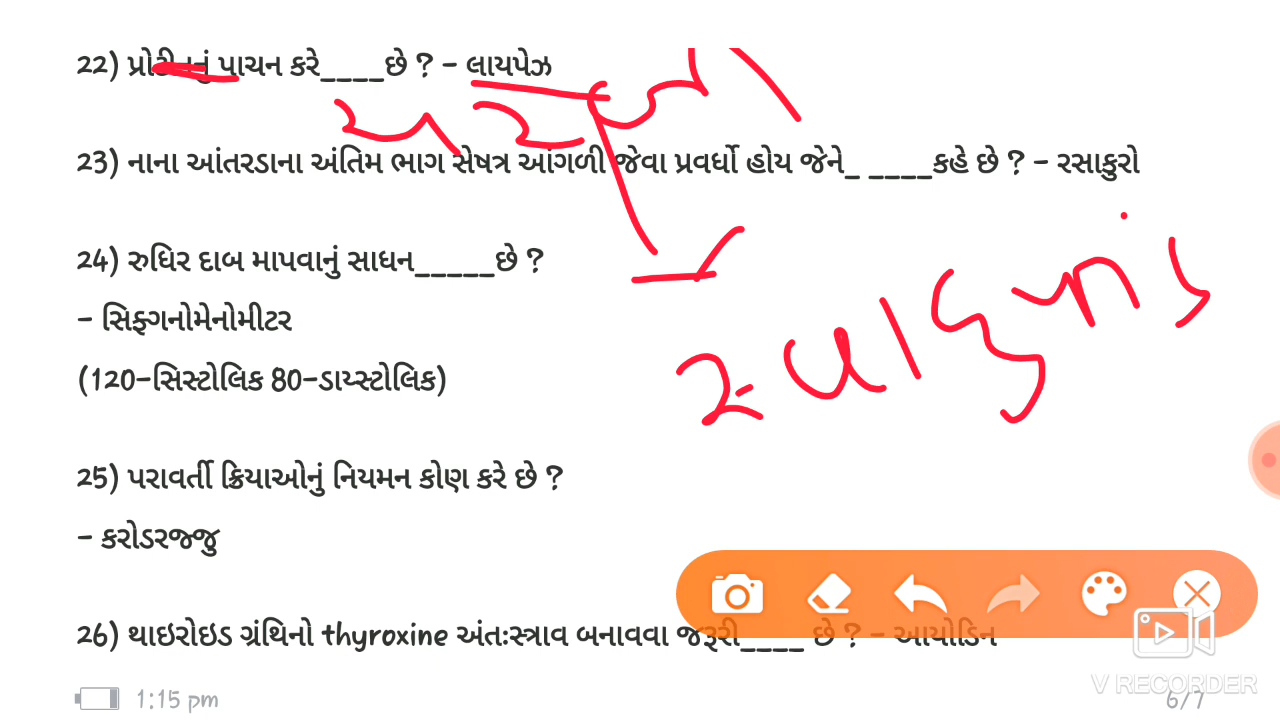 22) પ્રોટીનનું પાચન કરે____છે ? - લાયપેઝ
23) નાના આંતરડાના અંતિમ ભાગ સેષત્ર આંગળી જેવા પ્રવર્ધો હોય જેને_ ____કહે છે ? - રસાકુરો
24) રુધિર દાબ માપવાનું સાધન_____છે ?
- સિફ્ગનોમેનોમીટર
(120-સિસ્ટોલિક 80-ડાય્સ્ટોલિક)
25) પરાવર્તી ક્રિયાઓનું નિયમન કોણ કરે છે ?
- કરોડરજ્જુ
26) થાઇરોઇડ ગ્રંથિનો thyroxine અંત:સ્ત્રાવ બનાવવા જરૂરી____ છે ? - આયોડિન
V RECORDER
1:15 pm
6/7